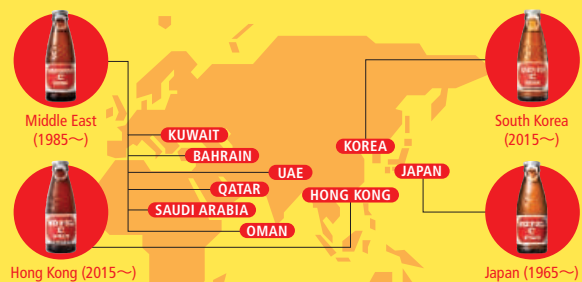 Middle East
(1985～)
South Korea
(2015～)
KUWAIT
BAHRAIN
UAE
QATAR
SAUDI ARABIA
OMAN
KOREA
JAPAN
HONG KONG
Hong Kong (2015～)
Japan (1965～)